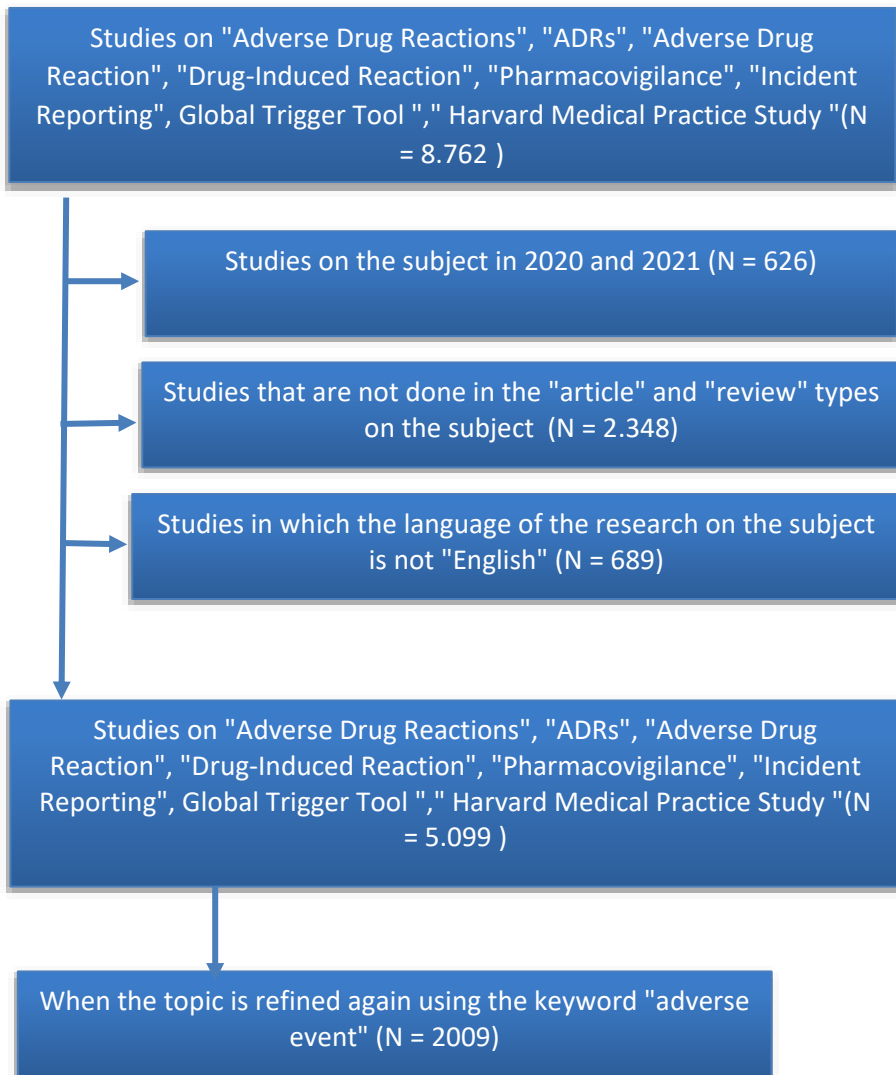 Studies on "Adverse Drug Reactions", "ADRs", "Adverse Drug
Reaction", "Drug-Induced Reaction", "Pharmacovigilance", "Incident
Reporting", Global Trigger Tool "," Harvard Medical Practice Study "(N
= 8.762 )
Studies on the subject in 2020 and 2021 (N = 626)
Studies that are not done in the "article" and "review" types
on the subject  (N = 2.348)
Studies in which the language of the research on the subject
is not "English" (N = 689)
Studies on "Adverse Drug Reactions", "ADRs", "Adverse Drug
Reaction", "Drug-Induced Reaction", "Pharmacovigilance", "Incident
Reporting", Global Trigger Tool "," Harvard Medical Practice Study "(N
= 5.099 )
When the topic is refined again using the keyword "adverse
event" (N = 2009)